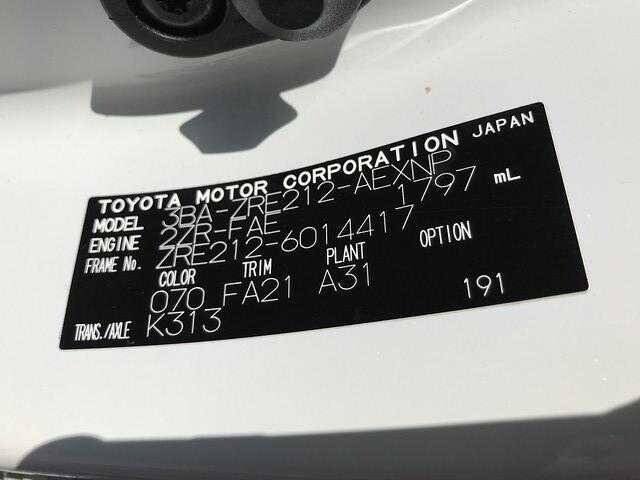 TOYOTA MOTOR CORPORATION JAPAN
MODEL 3BA-ZRE212-AEXNP
ENGINE 2ZR-FAE 1797 mL
FRAME No. ZRE212-6014417
COLOR TRIM PLANT OPTION
070 FA21 A31
TRANS./AXLE K313 191